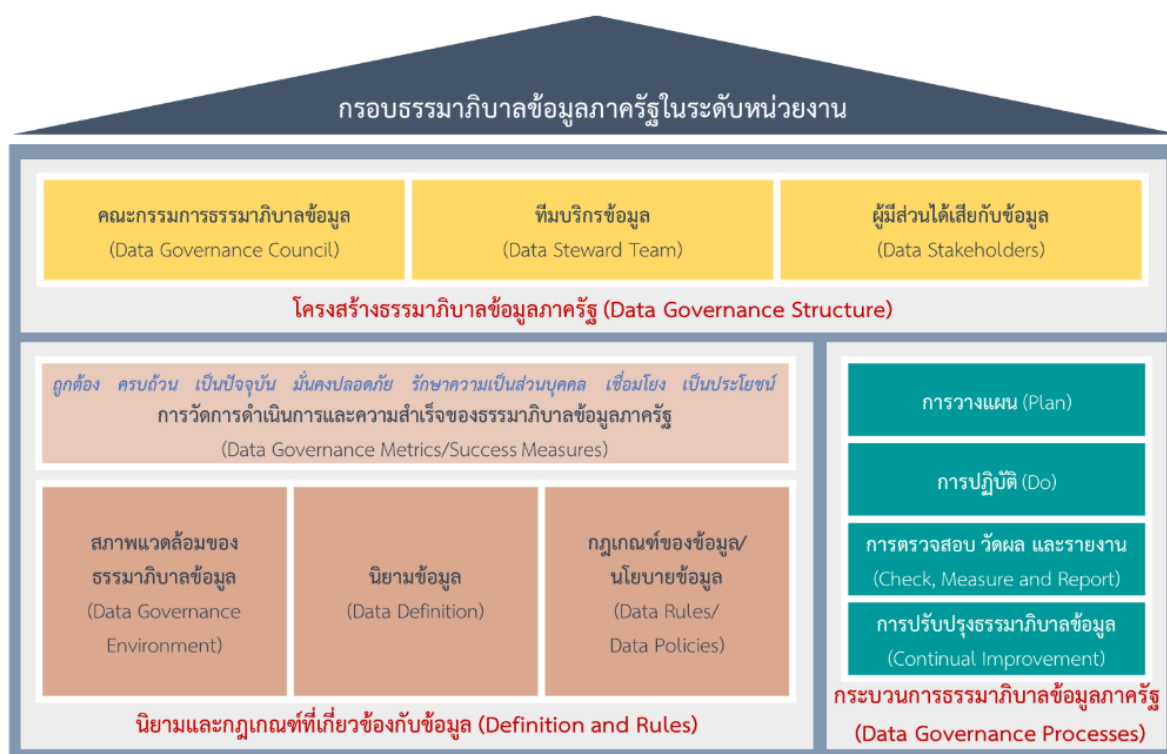 กรอบธรรมาภิบาลข้อมูลภาครัฐในระดับหน่วยงาน
คณะกรรมการธรรมาภิบาลข้อมูล
(Data Governance Council)
ทีมบริกรข้อมูล
(Data Steward Team)
ผู้มีส่วนได้เสียกับข้อมูล
(Data Stakeholders)
โครงสร้างธรรมาภิบาลข้อมูลภาครัฐ (Data Governance Structure)
ถูกต้อง ครบถ้วน เป็นปัจจุบัน มั่นคงปลอดภัย รักษาความเป็นส่วนบุคคล เชื่อมโยง เป็นประโยชน์
การวัดการดำเนินการและความสำเร็จของธรรมาภิบาลข้อมูลภาครัฐ
(Data Governance Metrics/Success Measures)
สภาพแวดล้อมของ
ธรรมาภิบาลข้อมูล
(Data Governance
Environment)
นิยามข้อมูล
(Data Definition)
กฎเกณฑ์ของข้อมูล/
นโยบายข้อมูล
(Data Rules/
Data Policies)
นิยามและกฎเกณฑ์ที่เกี่ยวข้องกับข้อมูล (Definition and Rules)
การวางแผน (Plan)
การปฏิบัติ (Do)
การตรวจสอบ วัดผล และรายงาน
(Check, Measure and Report)
การปรับปรุงธรรมาภิบาลข้อมูล
(Continual Improvement)
กระบวนการธรรมาภิบาลข้อมูลภาครัฐ
(Data Governance Processes)